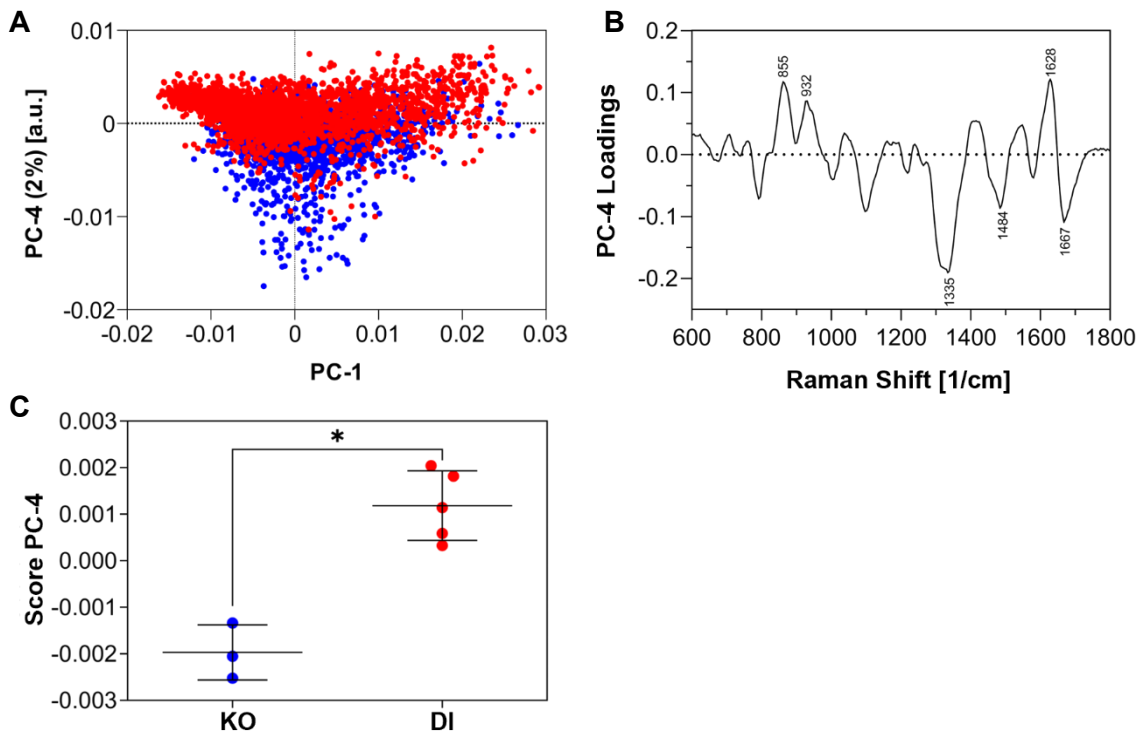 A
PC-4 (2%) [a.u.]
0.01
0
-0.01
-0.02
-0.02 -0.01 0 0.01 0.02 0.03
PC-1
B
PC-4 Loadings
0.2
0.1
0.0
-0.1
-0.2
855
932
1335
1484
1628
1667
600 800 1000 1200 1400 1600 1800
Raman Shift [1/cm]
C
Score PC-4
0.003
0.002
0.001
0.000
-0.001
-0.002
-0.003
*
KO DI